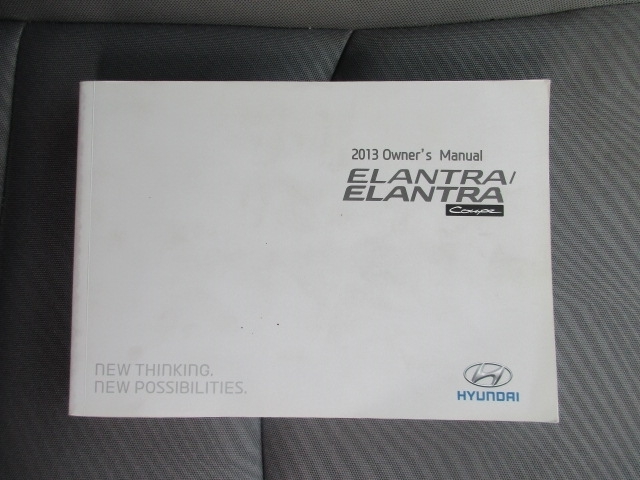 2013 Owner's Manual
ELANTRA/
ELANTRA
Coupe
NEW THINKING.
NEW POSSIBILITIES.
HYUNDAI